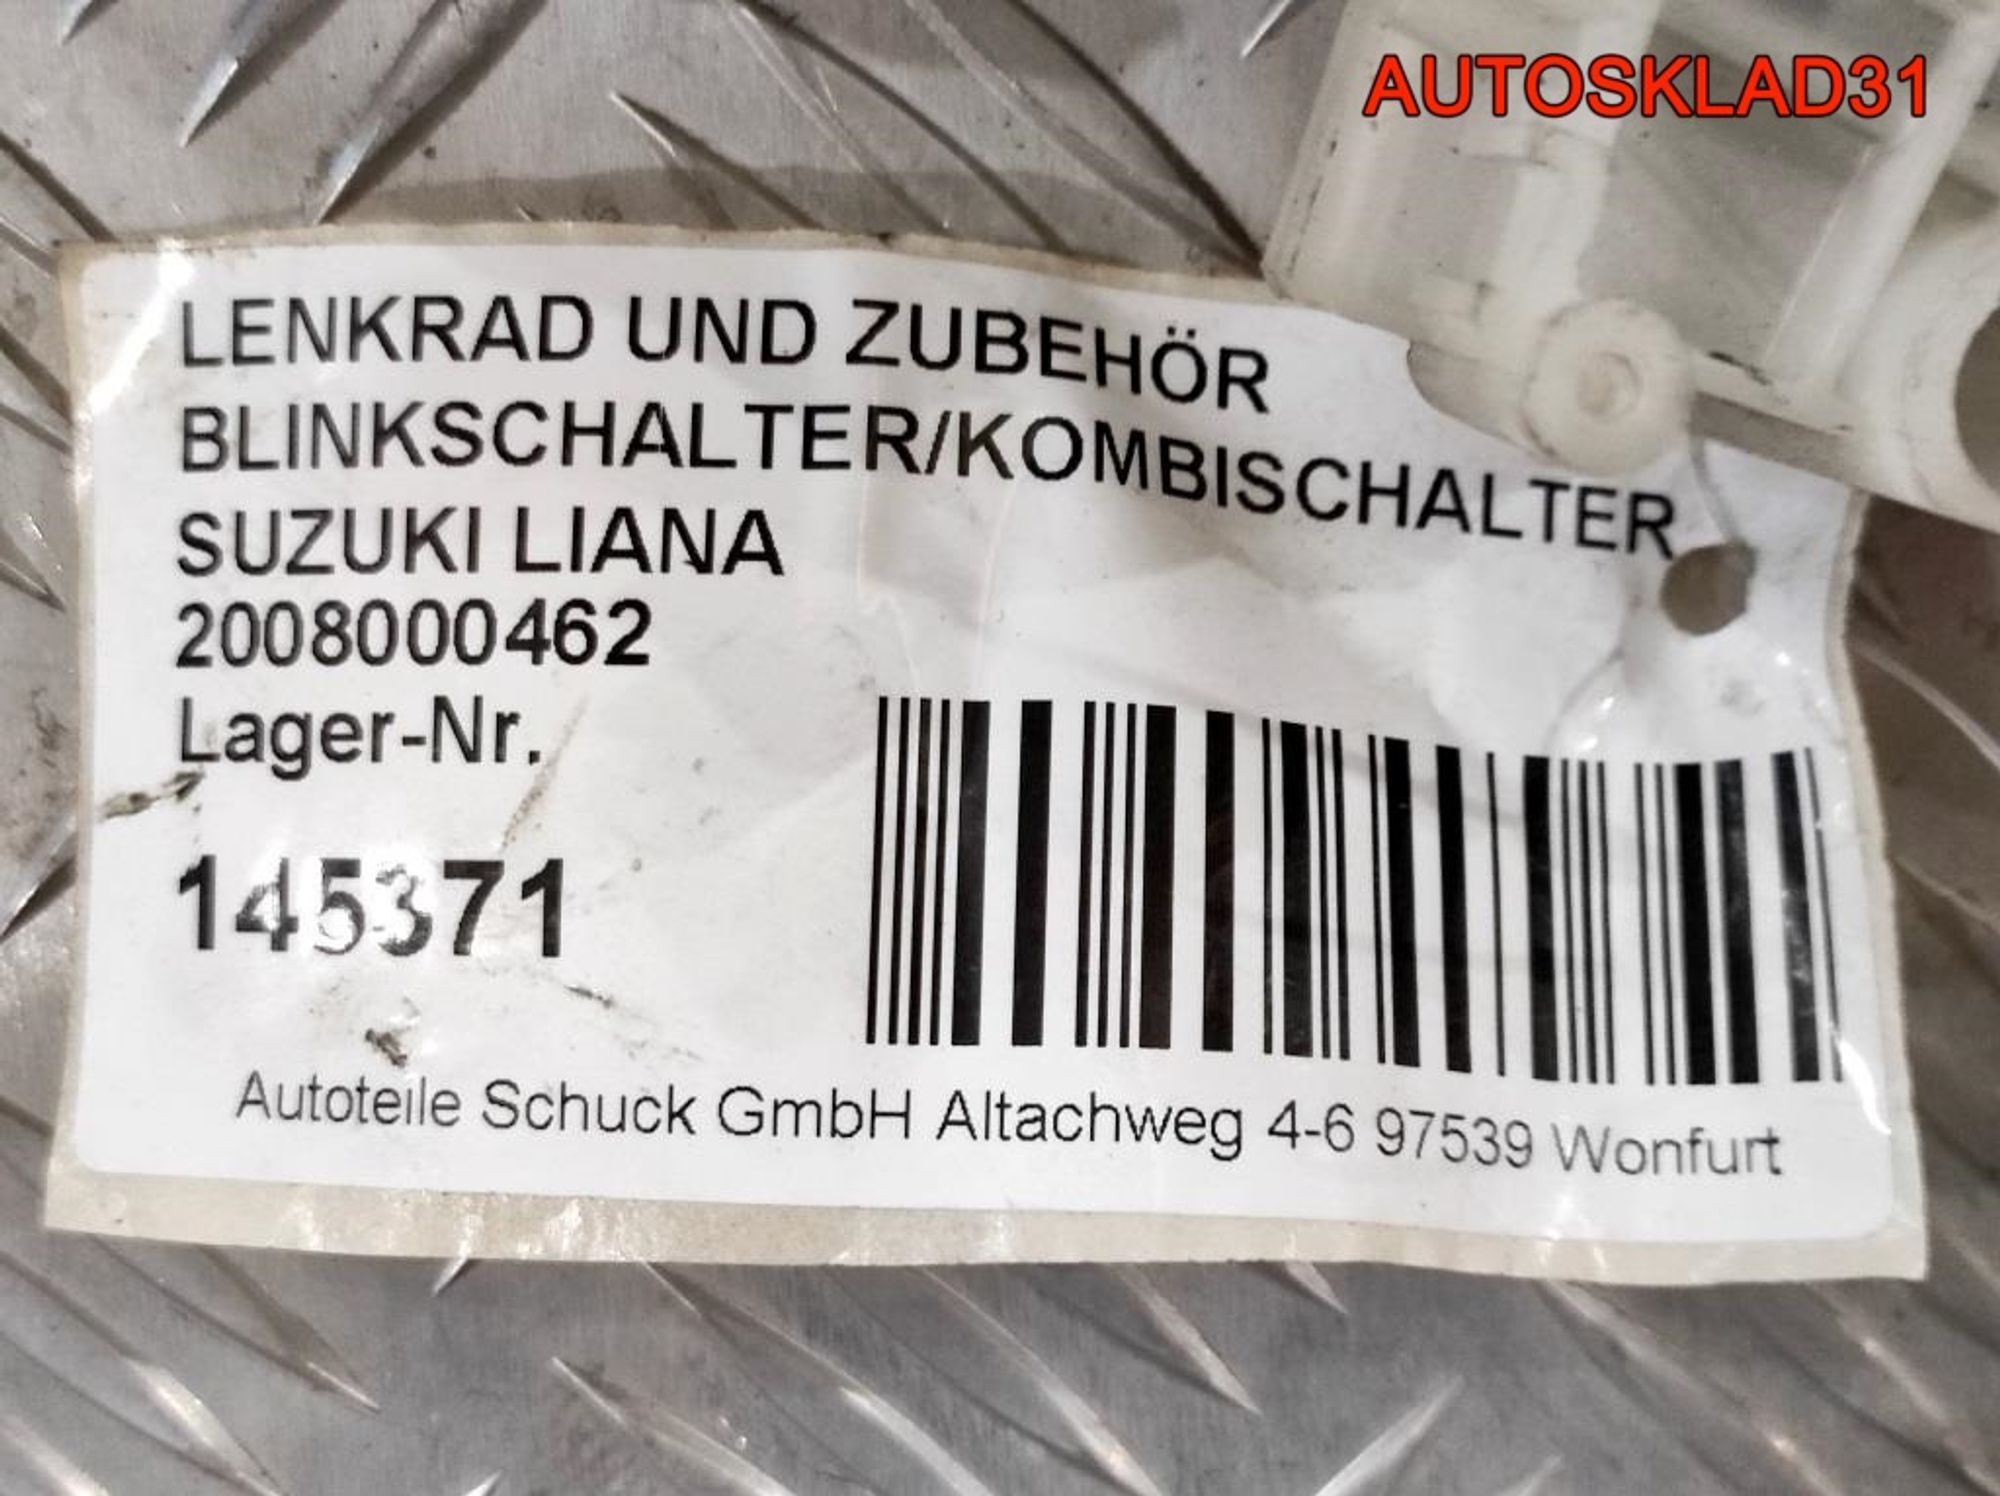 AUTOSKLAD31
LENKRAD UND ZUBEHÖR
BLINKSCHALTER/KOMBISCHALTER
SUZUKI LIANA
2008000462
Lager-Nr.
145371
Autoteile Schuck GmbH Altachweg 4-6 97539 Wonfurt